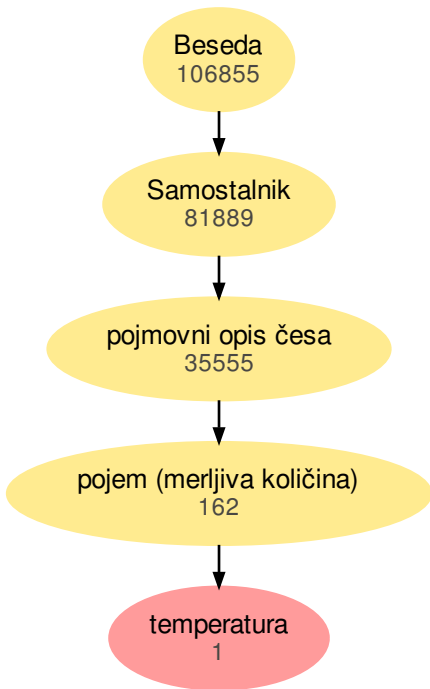 Beseda
106855
Samostalnik
81889
pojmovni opis česa
35555
pojem (merljiva količina)
162
temperatura
1